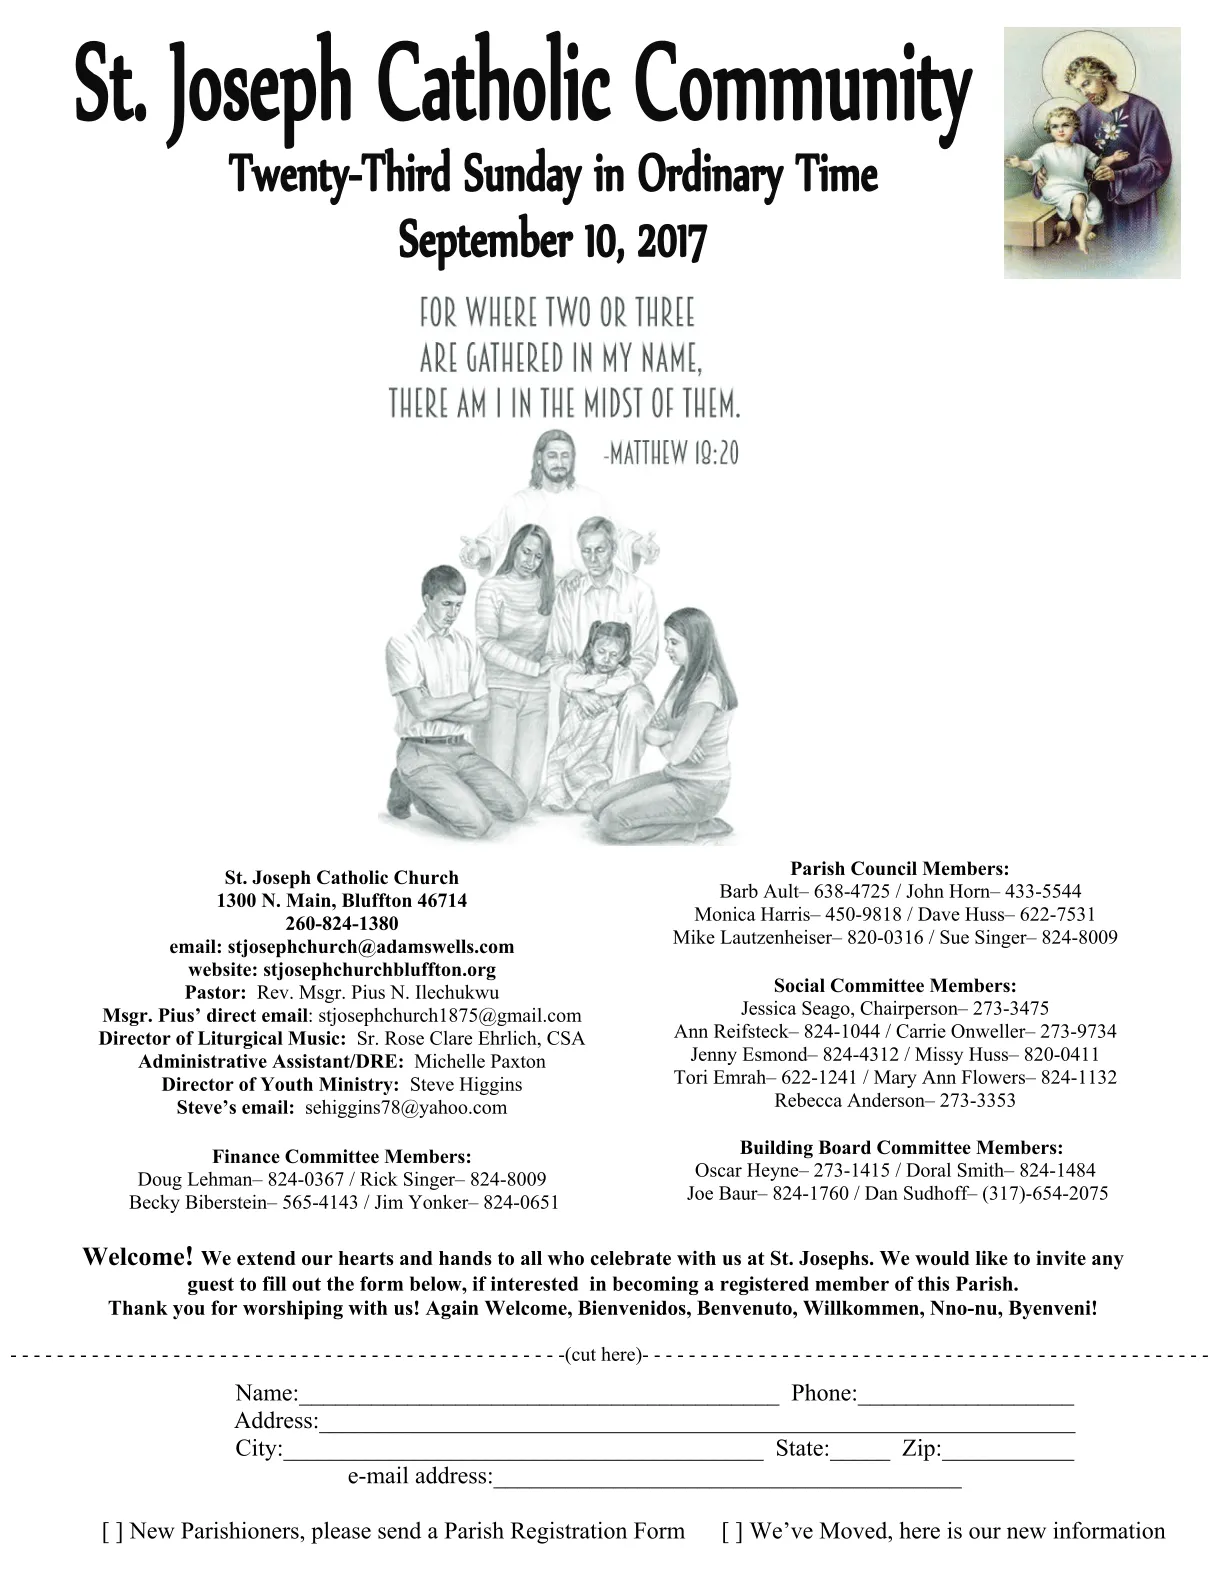 St. Joseph Catholic Community
Twenty-Third Sunday in Ordinary Time
September 10, 2017
FOR WHERE TWO OR THREE
ARE GATHERED IN MY NAME,
THERE AM I IN THE MIDST OF THEM.
-MATTHEW 18:20
St. Joseph Catholic Church
1300 N. Main, Bluffton 46714
260-824-1380
email: stjosephchurch@adamswells.com
website: stjosephchurchbluffton.org
Pastor: Rev. Msgr. Pius N. Ilechukwu
Msgr. Pius’ direct email: stjosephchurch1875@gmail.com
Director of Liturgical Music: Sr. Rose Clare Ehrlich, CSA
Administrative Assistant/DRE: Michelle Paxton
Director of Youth Ministry: Steve Higgins
Steve’s email: sehiggins78@yahoo.com
Finance Committee Members:
Doug Lehman– 824-0367 / Rick Singer– 824-8009
Becky Biberstein– 565-4143 / Jim Yonker– 824-0651
Parish Council Members:
Barb Ault– 638-4725 / John Horn– 433-5544
Monica Harris– 450-9818 / Dave Huss– 622-7531
Mike Lautzenheiser– 820-0316 / Sue Singer– 824-8009
Social Committee Members:
Jessica Seago, Chairperson– 273-3475
Ann Reifsteck– 824-1044 / Carrie Onweller– 273-9734
Jenny Esmond– 824-4312 / Missy Huss– 820-0411
Tori Emrah– 622-1241 / Mary Ann Flowers– 824-1132
Rebecca Anderson– 273-3353
Building Board Committee Members:
Oscar Heyne– 273-1415 / Doral Smith– 824-1484
Joe Baur– 824-1760 / Dan Sudhoff– (317)-654-2075
Welcome! We extend our hearts and hands to all who celebrate with us at St. Josephs. We would like to invite any
guest to fill out the form below, if interested in becoming a registered member of this Parish.
Thank you for worshiping with us! Again Welcome, Bienvenidos, Benvenuto, Willkommen, Nno-nu, Byenveni!
(cut here)
Name: Phone:
Address:
City: State: Zip:
e-mail address:
[ ] New Parishioners, please send a Parish Registration Form [ ] We’ve Moved, here is our new information